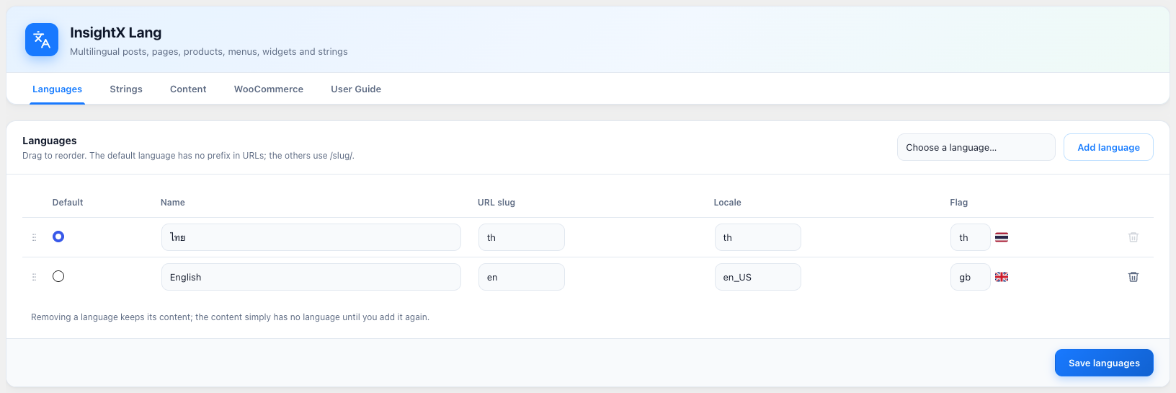 InsightX Lang
Multilingual posts, pages, products, menus, widgets and strings
Languages Strings Content WooCommerce User Guide
Languages
Drag to reorder. The default language has no prefix in URLs; the others use /slug/.
Choose a language...
Add language
Default Name URL slug Locale Flag
ไทย th th th
English en en_US gb
Removing a language keeps its content; the content simply has no language until you add it again.
Save languages